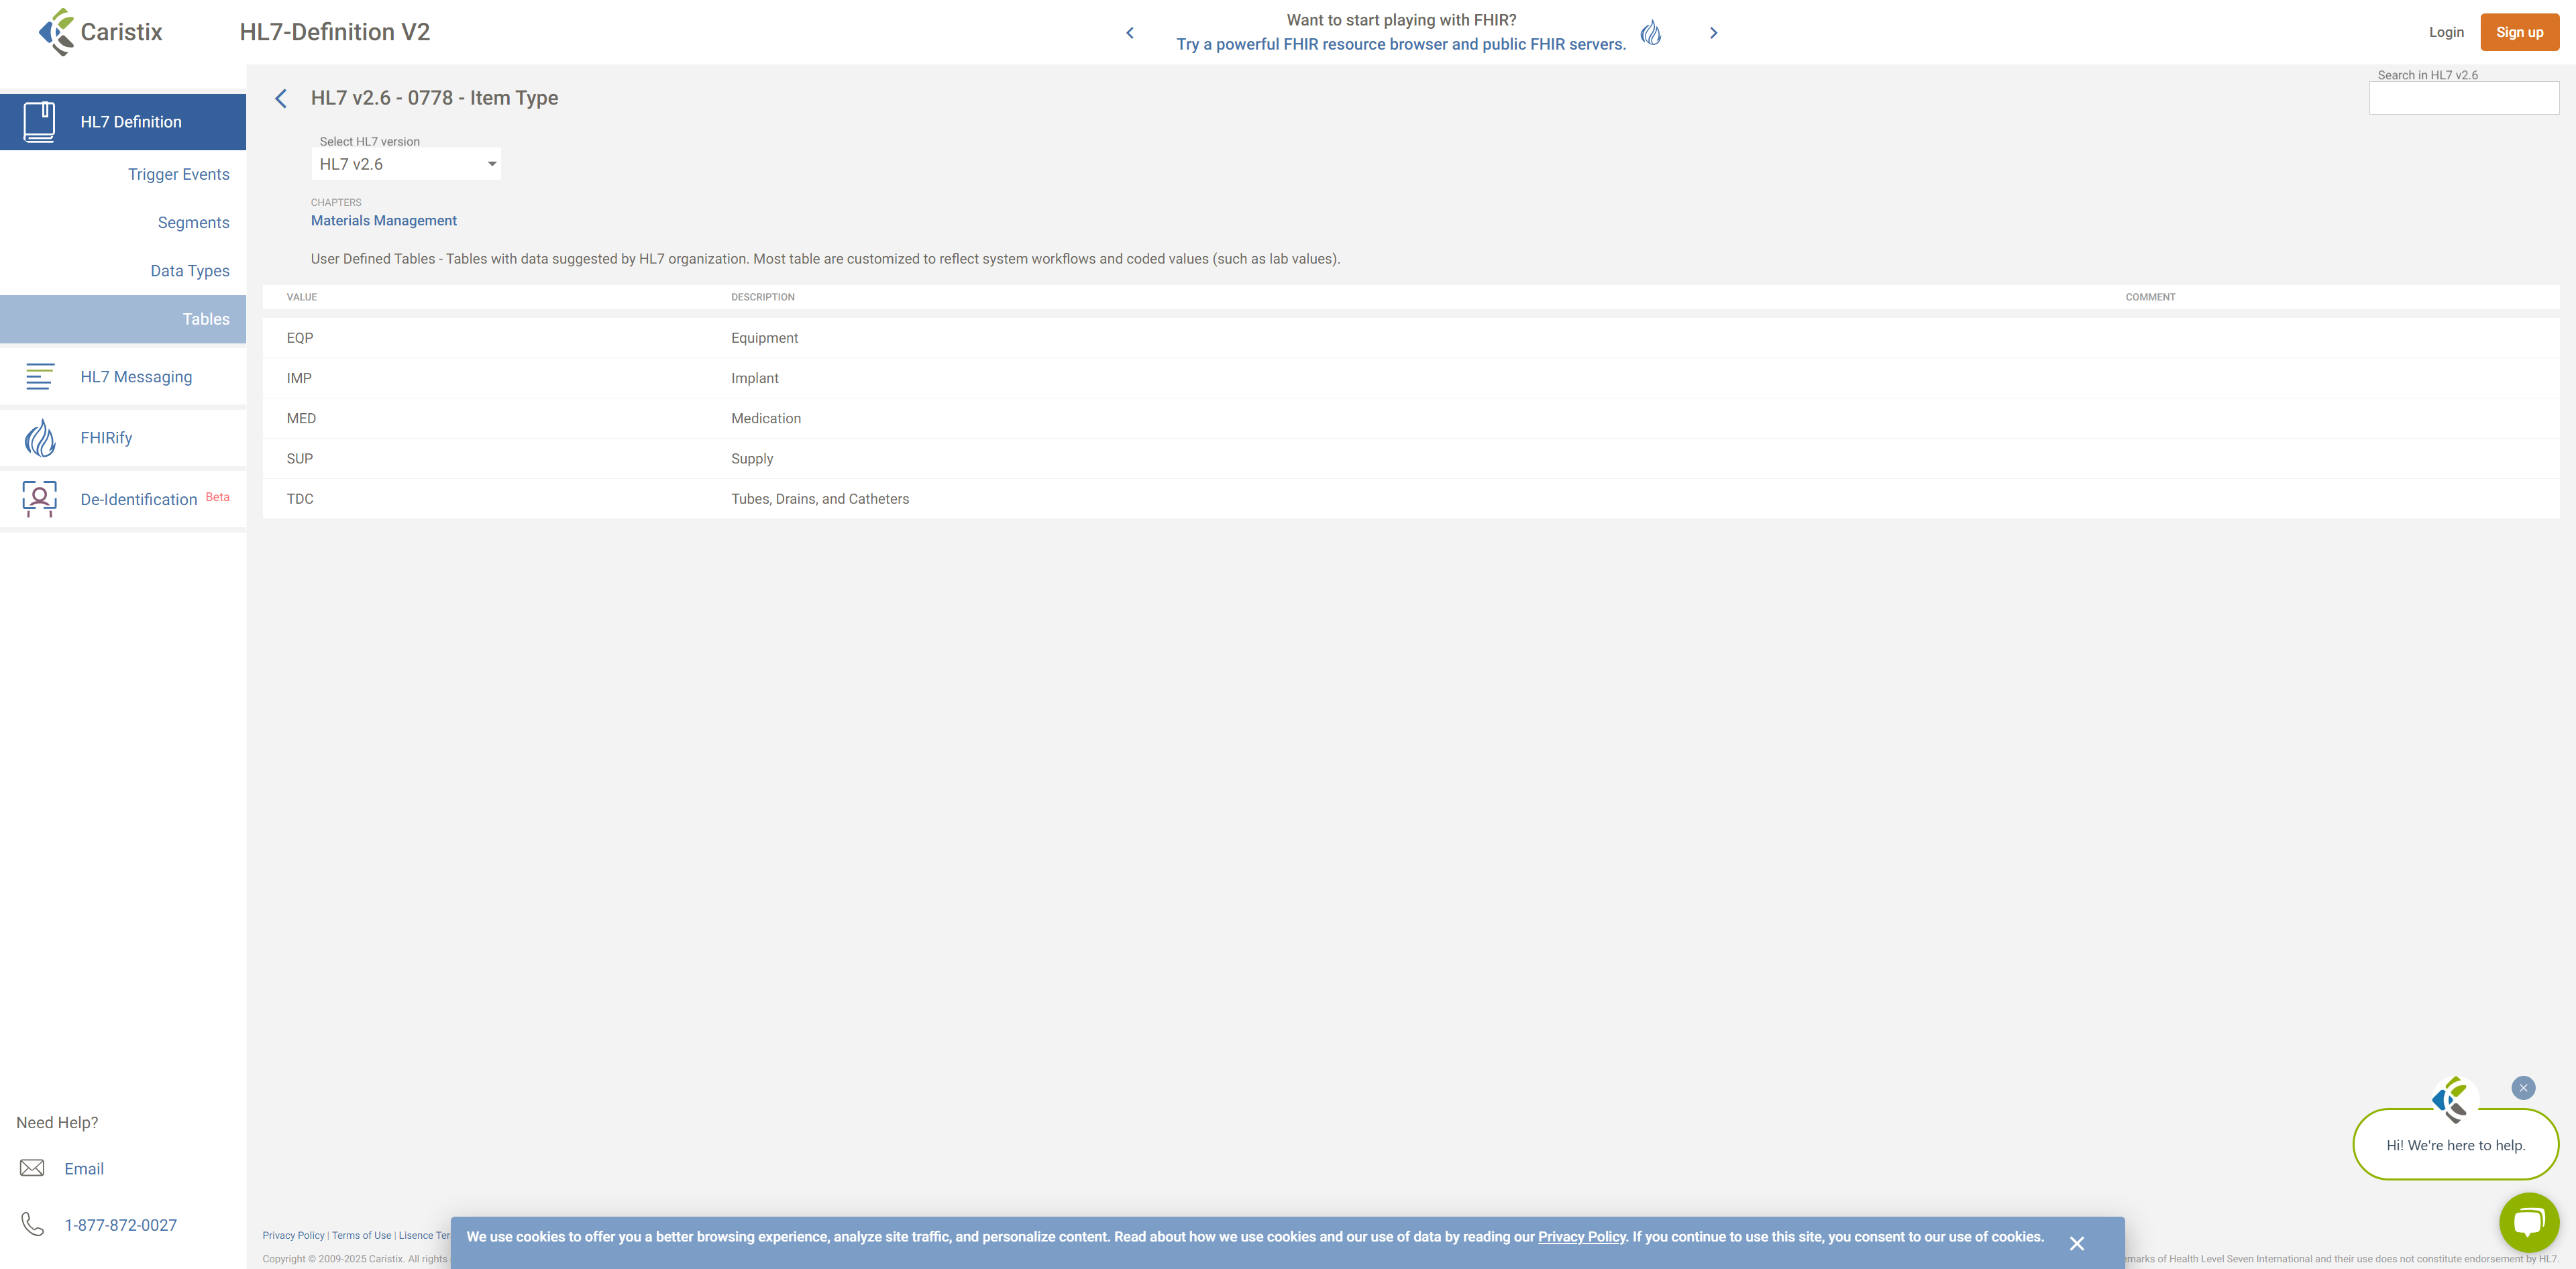 Caristix
HL7-Definition V2
Want to start playing with FHIR?
Try a powerful FHIR resource browser and public FHIR servers.
Login
Sign up
HL7 Definition
Trigger Events
Segments
Data Types
Tables
HL7 Messaging
FHIRify
De-Identification Beta
Need Help?
Email
1-877-872-0027
HL7 v2.6 - 0778 - Item Type
Search in HL7 v2.6
Select HL7 version
HL7 v2.6
CHAPTERS
Materials Management
User Defined Tables - Tables with data suggested by HL7 organization. Most table are customized to reflect system workflows and coded values (such as lab values).
VALUE DESCRIPTION COMMENT
EQP Equipment
IMP Implant
MED Medication
SUP Supply
TDC Tubes, Drains, and Catheters
Hi! We're here to help.
Privacy Policy | Terms of Use | Lisence
We use cookies to offer you a better browsing experience, analyze site traffic, and personalize content. Read about how we use cookies and our use of data by reading our Privacy Policy. If you continue to use this site, you consent to our use of cookies.
Copyright © 2009-2025 Caristix. All rights
of Health Level Seven International and their use does not constitute endorsement by HL7.